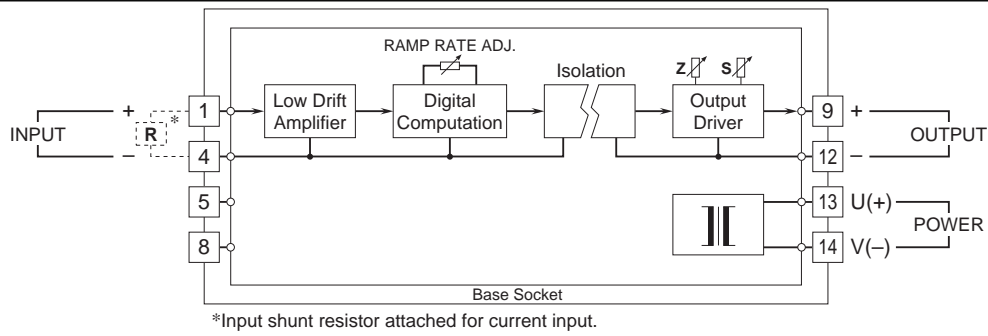 RAMP RATE ADJ.
Isolation
Z
S
+
R
*
INPUT
–
1
4
5
8
Low Drift
Amplifier
Digital
Computation
Output
Driver
9
12
13
14
+
OUTPUT
–
U(+)
POWER
V(–)
Base Socket
*Input shunt resistor attached for current input.